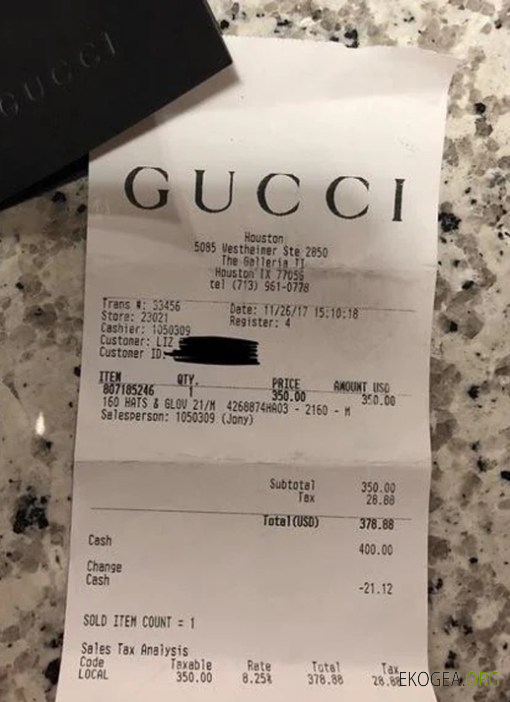 GUCCI
GUCCI
Houston
5085 Westheimer Ste 2850
The Galleria II
Houston TX 77056
tel (713) 961-0778
Trans #: 33456 Date: 11/26/17 15:10:18
Store: 23021 Register: 4
Cashier: 1050309
Customer: LIZ
Customer ID:
ITEM QTY. PRICE AMOUNT USD
807185246 1 350.00 350.00
160 HATS & GLOV 21/M 4268874HA03 - 2160 - M
Salesperson: 1050309 (Jony)
Subtotal 350.00
Tax 28.88
Total(USD) 378.88
Cash 400.00
Change
Cash -21.12
SOLD ITEM COUNT = 1
Sales Tax Analysis
Code Taxable Rate Total Tax
LOCAL 350.00 8.25% 378.88 28.88
EKOGEA.ORG